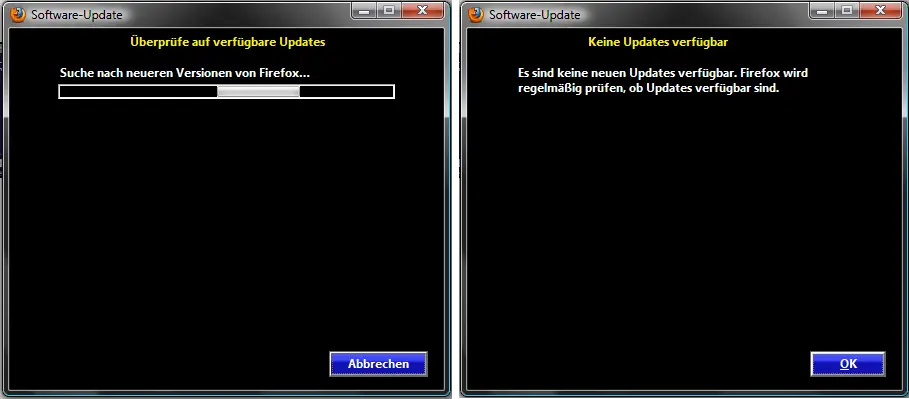 Software-Update
Überprüfe auf verfügbare Updates
Suche nach neueren Versionen von Firefox...
Abbrechen
Software-Update
Keine Updates verfügbar
Es sind keine neuen Updates verfügbar. Firefox wird
regelmäßig prüfen, ob Updates verfügbar sind.
OK